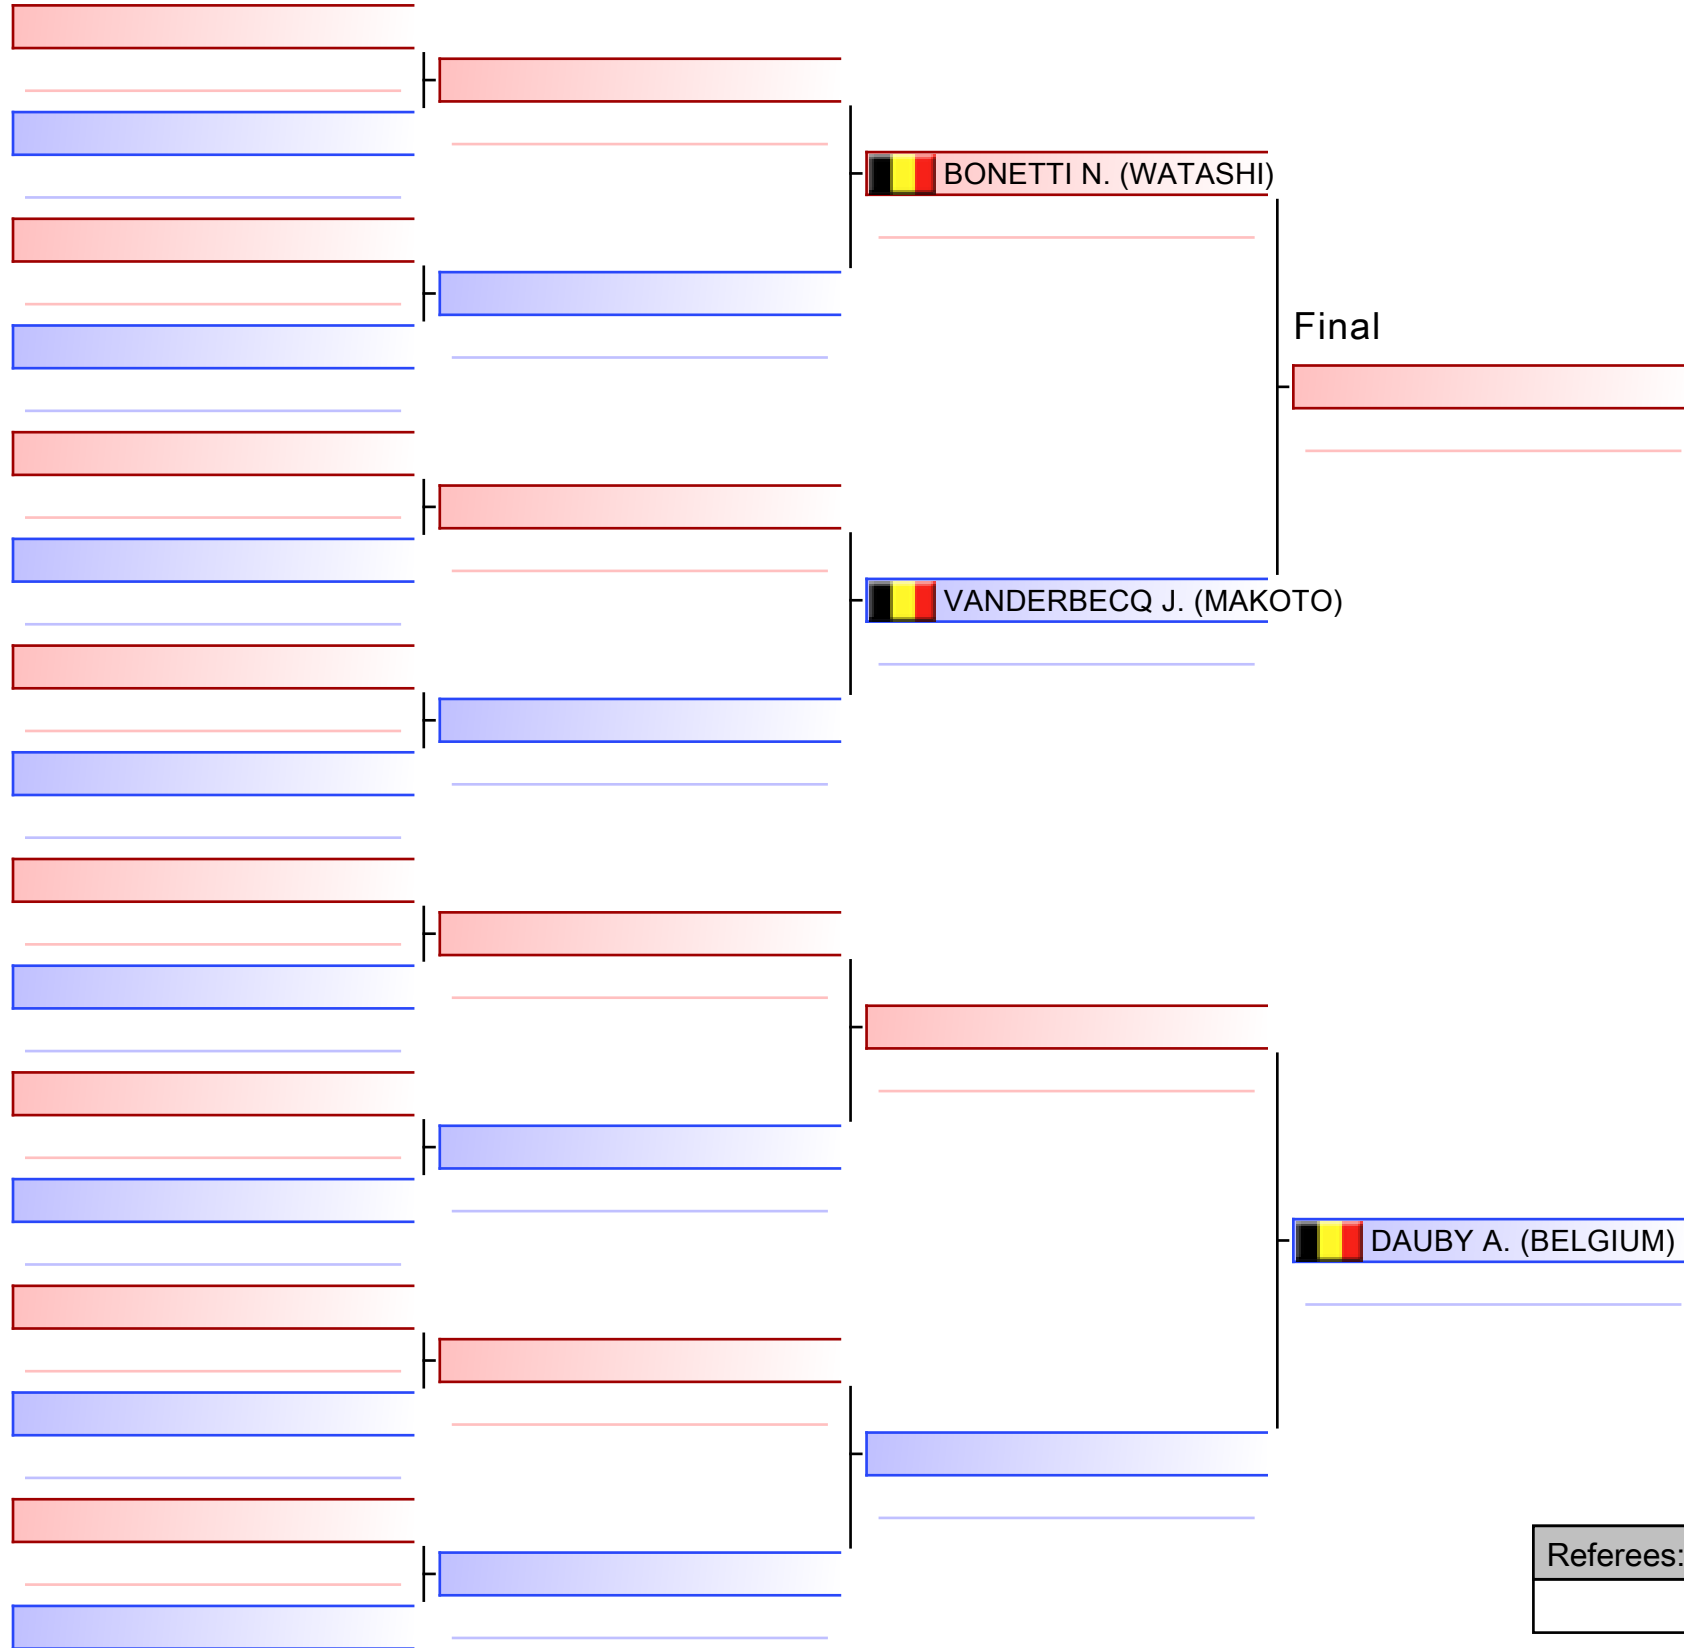 BONETTI N. (WATASHI)
Final
VANDERBECQ J. (MAKOTO)
DAUBY A. (BELGIUM)
Referees: